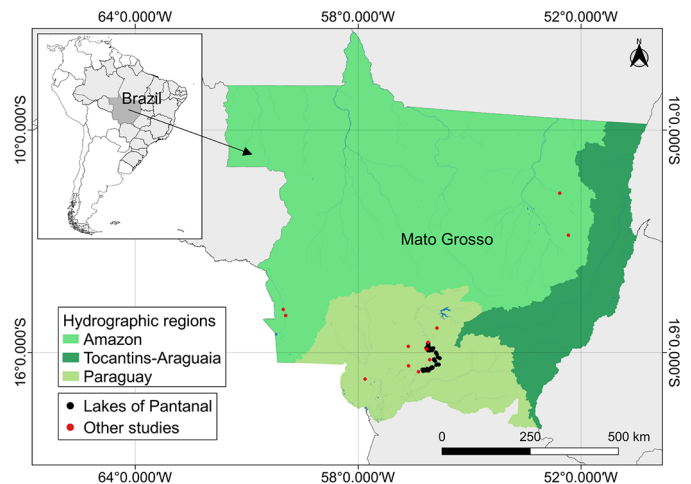 64°0.000'W 58°0.000'W 52°0.000'W
N
Brazil
10°0.000'S
10°0.000'S
Mato Grosso
Hydrographic regions
Amazon
Tocantins-Araguaia
Paraguay
16°0.000'S
16°0.000'S
Lakes of Pantanal
Other studies
0 250 500 km
64°0.000'W 58°0.000'W 52°0.000'W